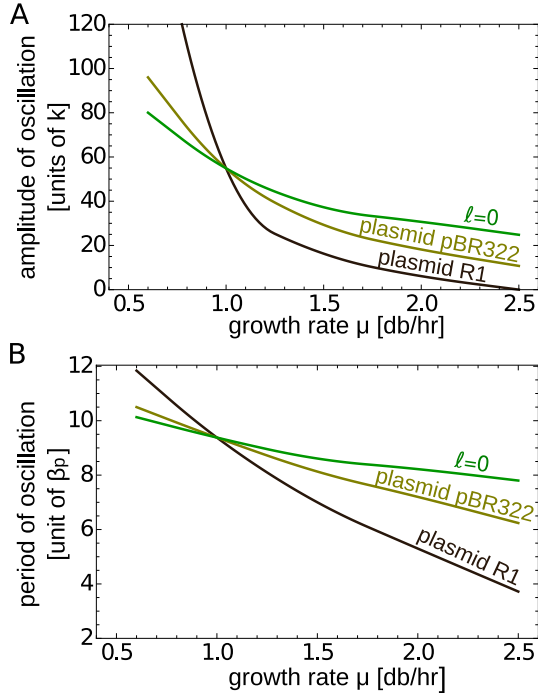 A
amplitude of oscillation
[units of k]
120
100
80
60
40
20
0
ℓ=0
plasmid pBR322
plasmid R1
0.5 1.0 1.5 2.0 2.5
growth rate μ [db/hr]
B
period of oscillation
[unit of βp]
12
10
8
6
4
2
ℓ=0
plasmid pBR322
plasmid R1
0.5 1.0 1.5 2.0 2.5
growth rate μ [db/hr]